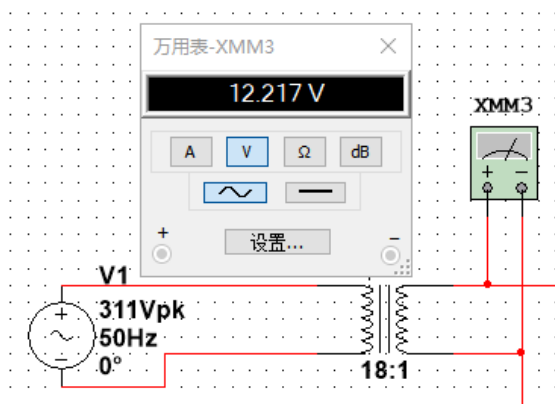 万用表-XMM3
12.217 V
XMM3
A V Ω dB
+ −
+ 设置... −
V1
+ 311Vpk
50Hz
− 0°
18:1